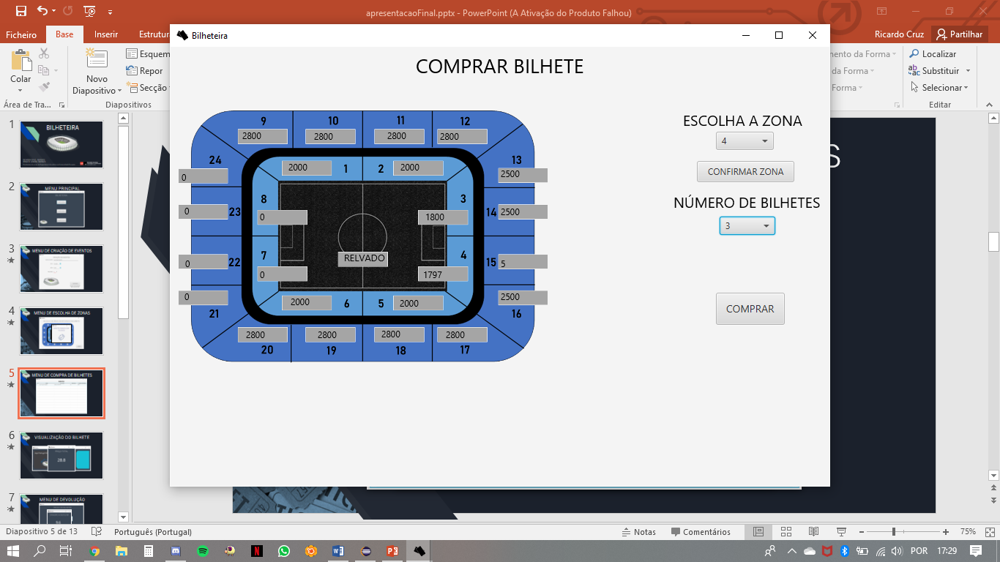 apresentacaoFinal.pptx - PowerPoint (A Ativação do Produto Falhou)
Ficheiro
Base
Inserir
Estrutura
Ricardo Cruz
Partilhar
Colar
Novo
Diapositivo
Esquem
Repor
Secção
Área de Tra...
Diapositivos
mento da Forma
da Forma
Forma
Localizar
Substituir
Selecionar
Editar
Bilheteira
COMPRAR BILHETE
9 10 11 12
2800 2800 2800 2800
24 13
0 2500
2000 1 2 2000
8 3
0 1800
23 14
0 2500
RELVADO
7 4
0 1797
22 15
0 5
2000 6 5 2000
0 2500
21 16
2800 2800 2800 2800
20 19 18 17
ESCOLHA A ZONA
4
CONFIRMAR ZONA
NÚMERO DE BILHETES
3
COMPRAR
S
1
BILHETEIRA
2
MENU PRINCIPAL
3
MENU DE CRIAÇÃO DE EVENTOS
4
MENU DE ESCOLHA DE ZONAS
5
MENU DE COMPRA DE BILHETES
6
VISUALIZAÇÃO DO BILHETE
28.8
7
MENU DE DEVOLUÇÃO
Diapositivo 5 de 13
Português (Portugal)
Notas
Comentários
75%
POR
17:29